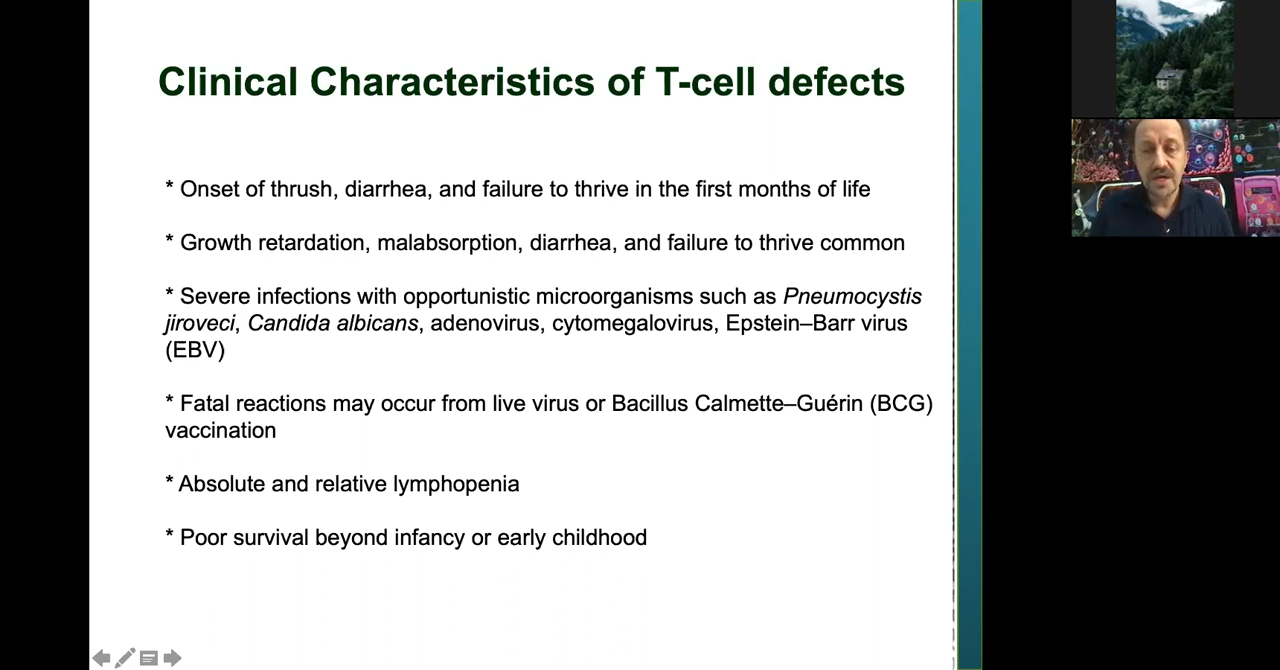 Clinical Characteristics of T-cell defects
* Onset of thrush, diarrhea, and failure to thrive in the first months of life
* Growth retardation, malabsorption, diarrhea, and failure to thrive common
* Severe infections with opportunistic microorganisms such as Pneumocystis
jiroveci, Candida albicans, adenovirus, cytomegalovirus, Epstein–Barr virus
(EBV)
* Fatal reactions may occur from live virus or Bacillus Calmette–Guérin (BCG)
vaccination
* Absolute and relative lymphopenia
* Poor survival beyond infancy or early childhood